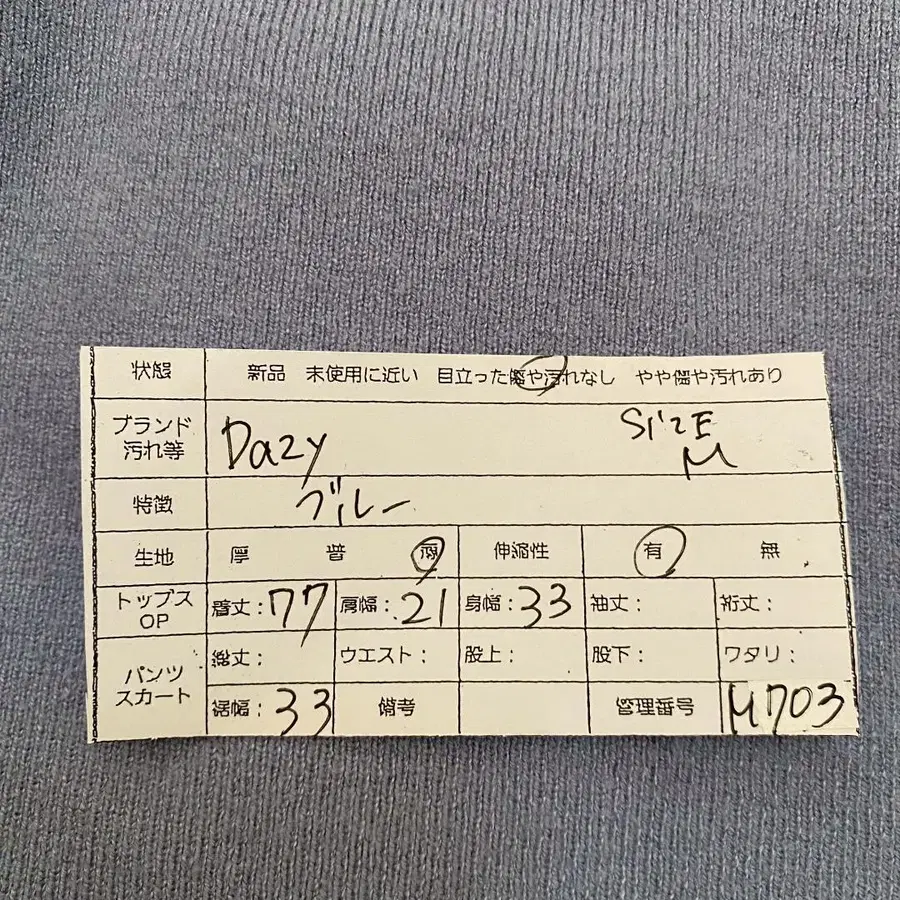 状態 新品 未使用に近い 目立った傷や汚れなし やや傷や汚れあり
ブランド 汚れ等 Dazy SizE M
特徴 ブルー
生地 厚 普 薄 伸縮性 有 無
トップス OP 着丈:77 肩幅:21 身幅:33 袖丈: 裄丈:
パンツ スカート 総丈: ウエスト: 股上: 股下: ワタリ:
裾幅:33 備考 管理番号 M703